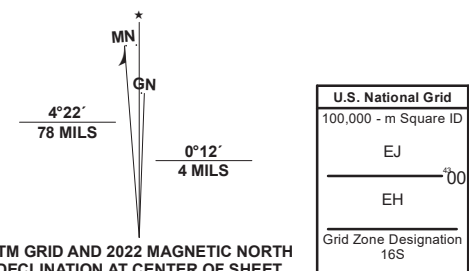 ★
MN
GN
4°22´
78 MILS
0°12´
4 MILS
TM GRID AND 2022 MAGNETIC NORTH
DECLINATION AT CENTER OF SHEET
U.S. National Grid
100,000 - m Square ID
EJ
⁴³00
EH
Grid Zone Designation
16S